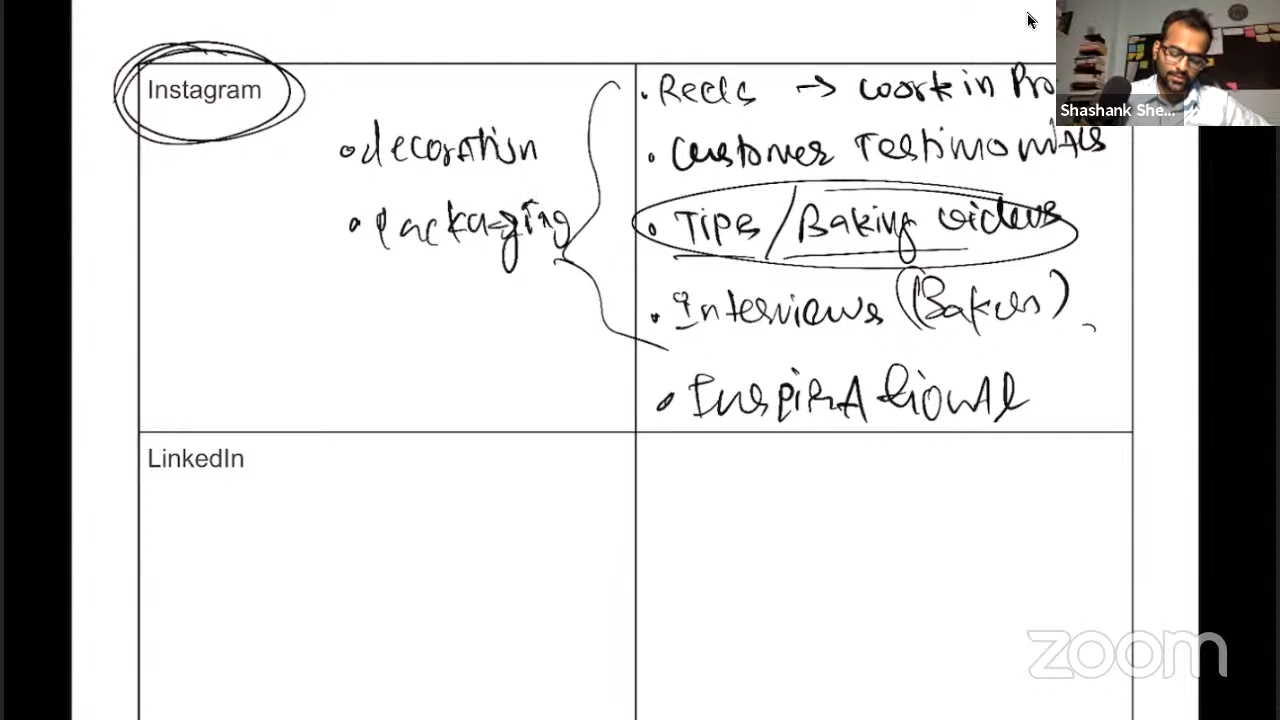 Instagram
• decoration
• Packaging
• Reels → work in Pro
• Customer Testimonials
• Tips / Baking videos
• Interviews (Bakers)
• Inspirational
LinkedIn
Shashank She...
zoom